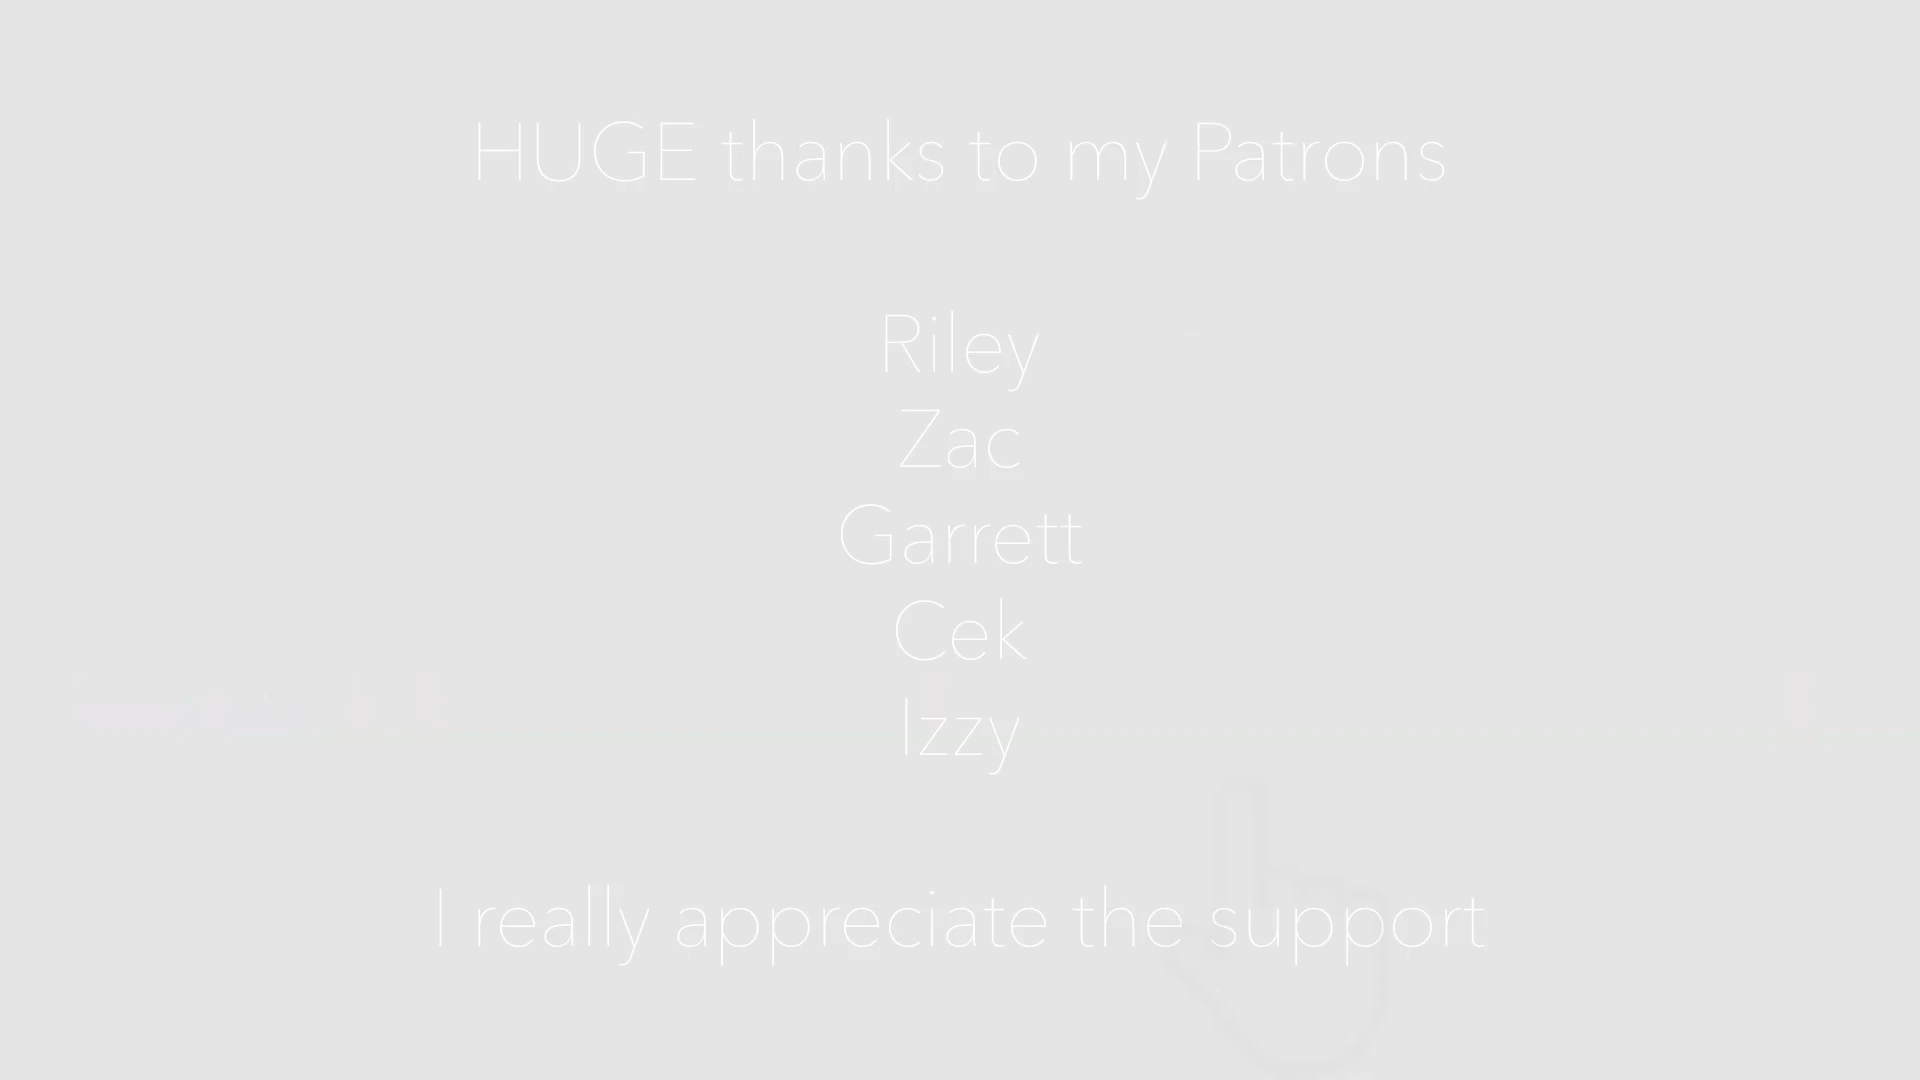 HUGE thanks to my Patrons
Riley
Zac
Garrett
Cek
Izzy
I really appreciate the support